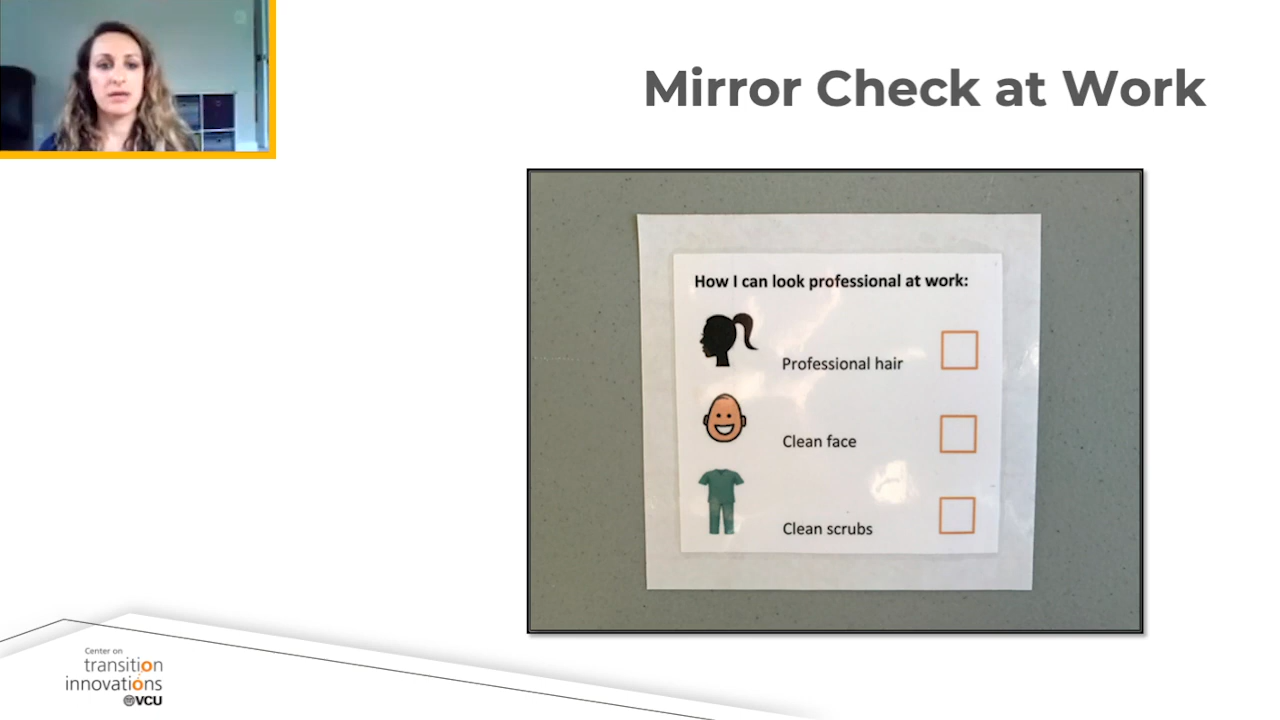 Mirror Check at Work
How I can look professional at work:
Professional hair
Clean face
Clean scrubs
Center on
transition
innovations
@VCU